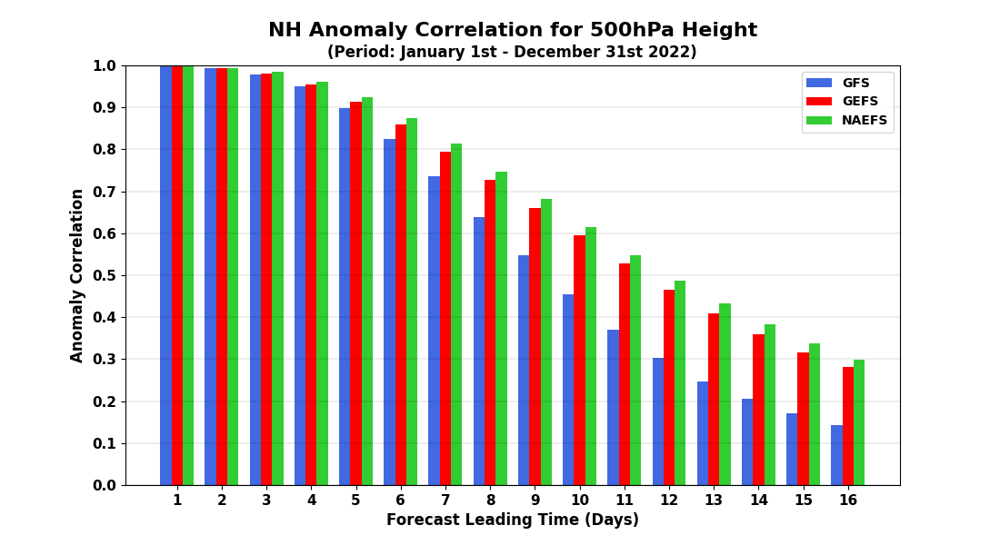 NH Anomaly Correlation for 500hPa Height
(Period: January 1st - December 31st 2022)
GFS
GEFS
NAEFS
Anomaly Correlation
1.0
0.9
0.8
0.7
0.6
0.5
0.4
0.3
0.2
0.1
0.0
1 2 3 4 5 6 7 8 9 10 11 12 13 14 15 16
Forecast Leading Time (Days)